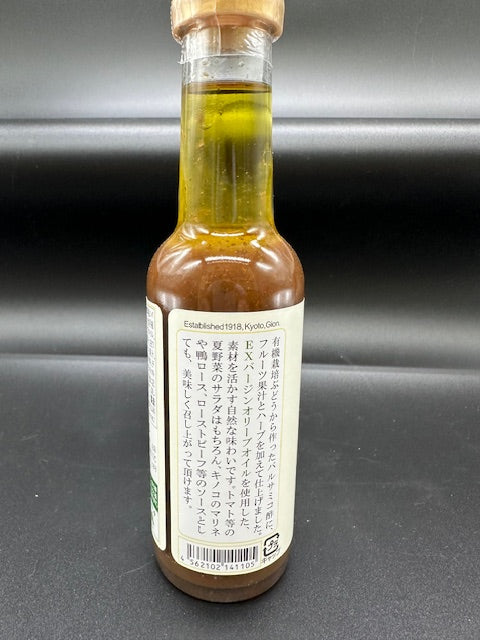 Established 1918, Kyoto, Gion.
有機栽培ぶどうから作ったバルサミコ酢に、
フルーツ果汁とハーブを加えて仕上げました。
EXバージンオリーブオイルを使用した、
素材を活かす自然な味わいです。トマト等の
夏野菜のサラダはもちろん、キノコのマリネ
や鴨ロース、ローストビーフ等のソースとし
ても、美味しく召し上がって頂けます。
4 562102 141105